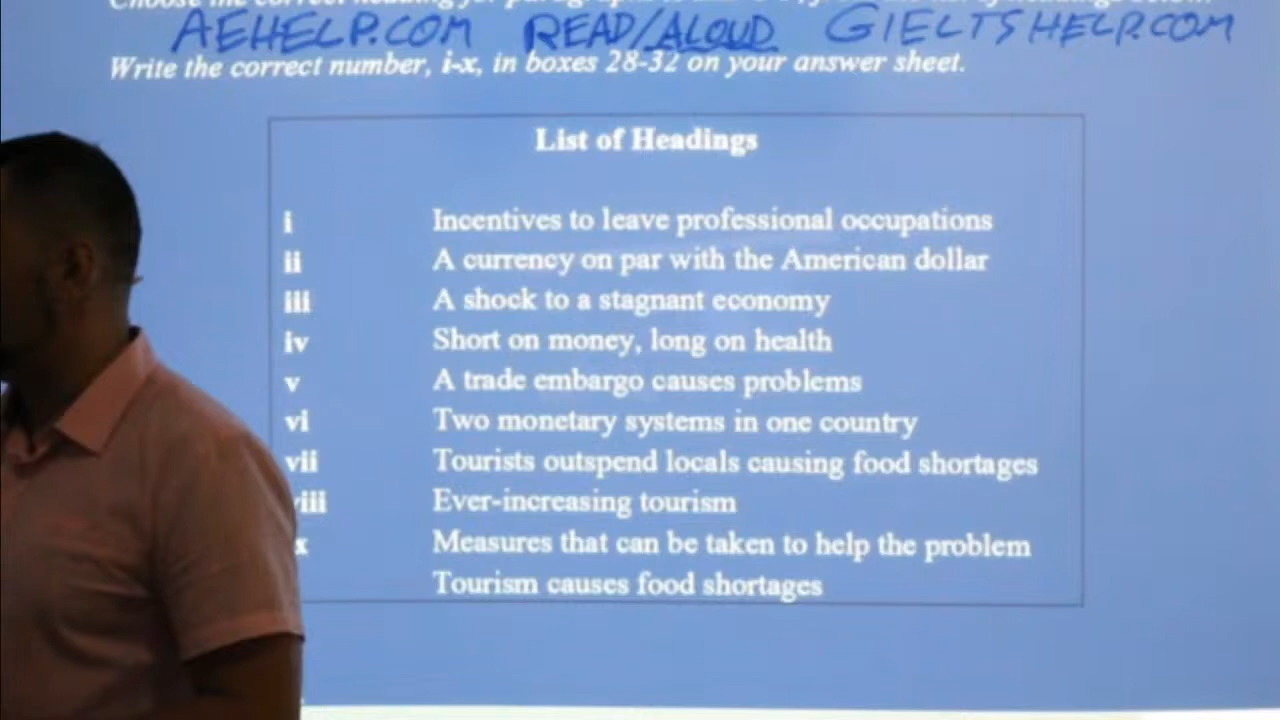 AEHELP.COM READ/ALOUD GIELTSHELP.COM
Write the correct number, i-x, in boxes 28-32 on your answer sheet.
List of Headings
i Incentives to leave professional occupations
ii A currency on par with the American dollar
iii A shock to a stagnant economy
iv Short on money, long on health
v A trade embargo causes problems
vi Two monetary systems in one country
vii Tourists outspend locals causing food shortages
viii Ever-increasing tourism
x Measures that can be taken to help the problem
Tourism causes food shortages